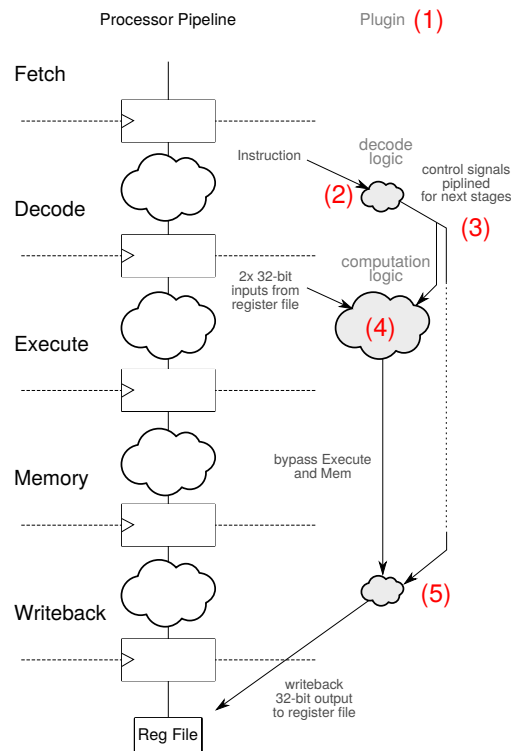 Processor Pipeline
Plugin (1)
Fetch
decode
logic
Instruction
control signals
piplined
for next stages
(2)
(3)
Decode
computation
logic
2x 32-bit
inputs from
register file
(4)
Execute
bypass Execute
and Mem
Memory
(5)
Writeback
writeback
32-bit output
to register file
Reg File